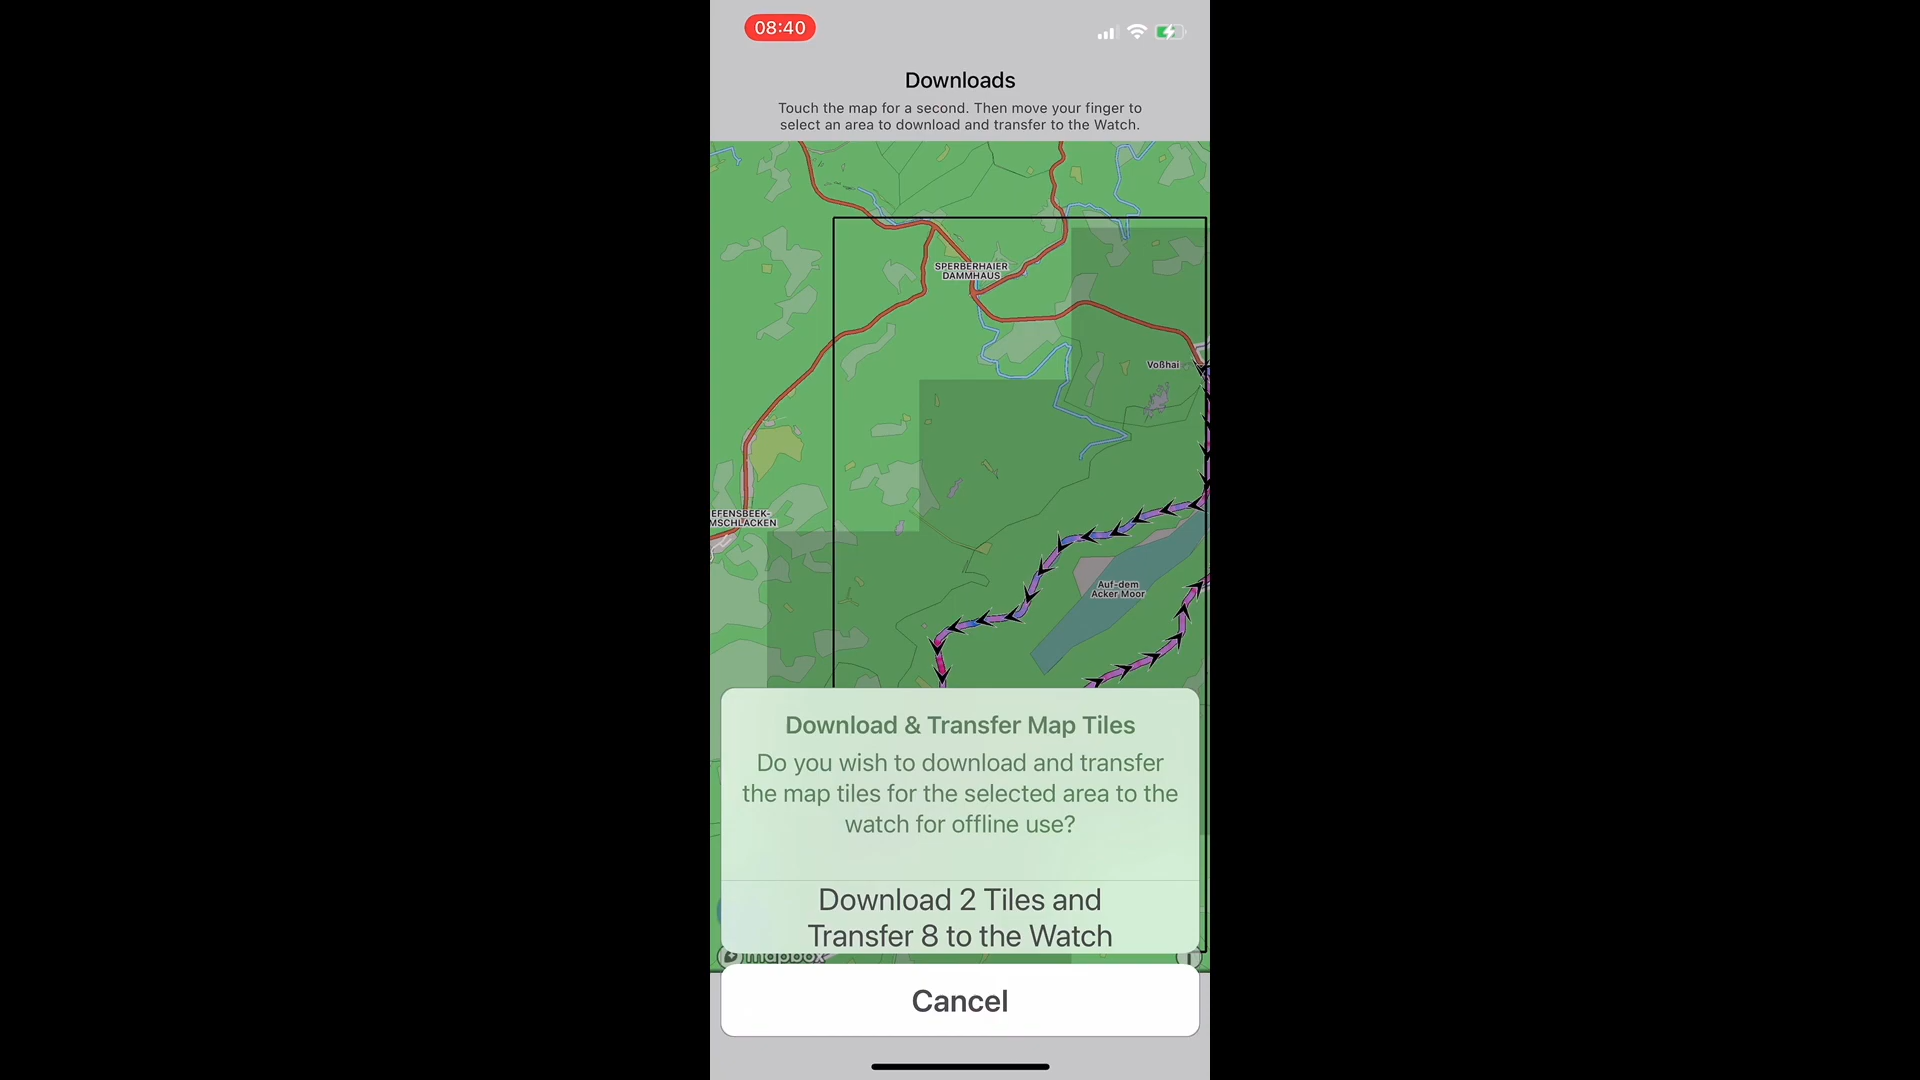 08:40
Downloads
Touch the map for a second. Then move your finger to
select an area to download and transfer to the Watch.
SPERBERHAIER
DAMMHAUS
Voßhai
EFENSBEEK-
MSCHLACKEN
Auf-dem
Acker Moor
Download & Transfer Map Tiles
Do you wish to download and transfer
the map tiles for the selected area to the
watch for offline use?
Download 2 Tiles and
Transfer 8 to the Watch
mapbox
Cancel